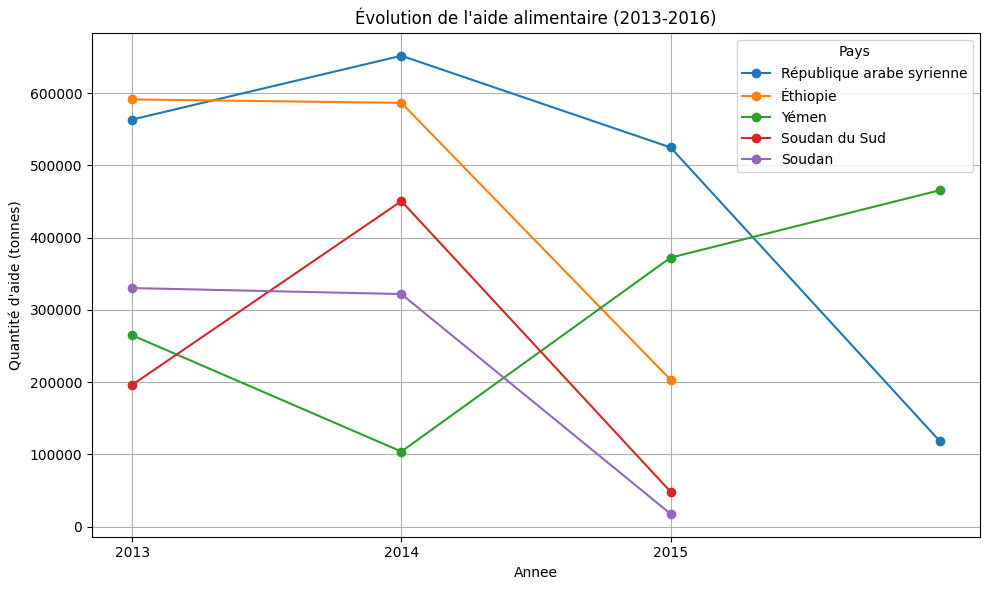 Évolution de l'aide alimentaire (2013-2016)
Pays
République arabe syrienne
Éthiopie
Yémen
Soudan du Sud
Soudan
Quantité d'aide (tonnes)
600000
500000
400000
300000
200000
100000
0
2013
2014
2015
Annee